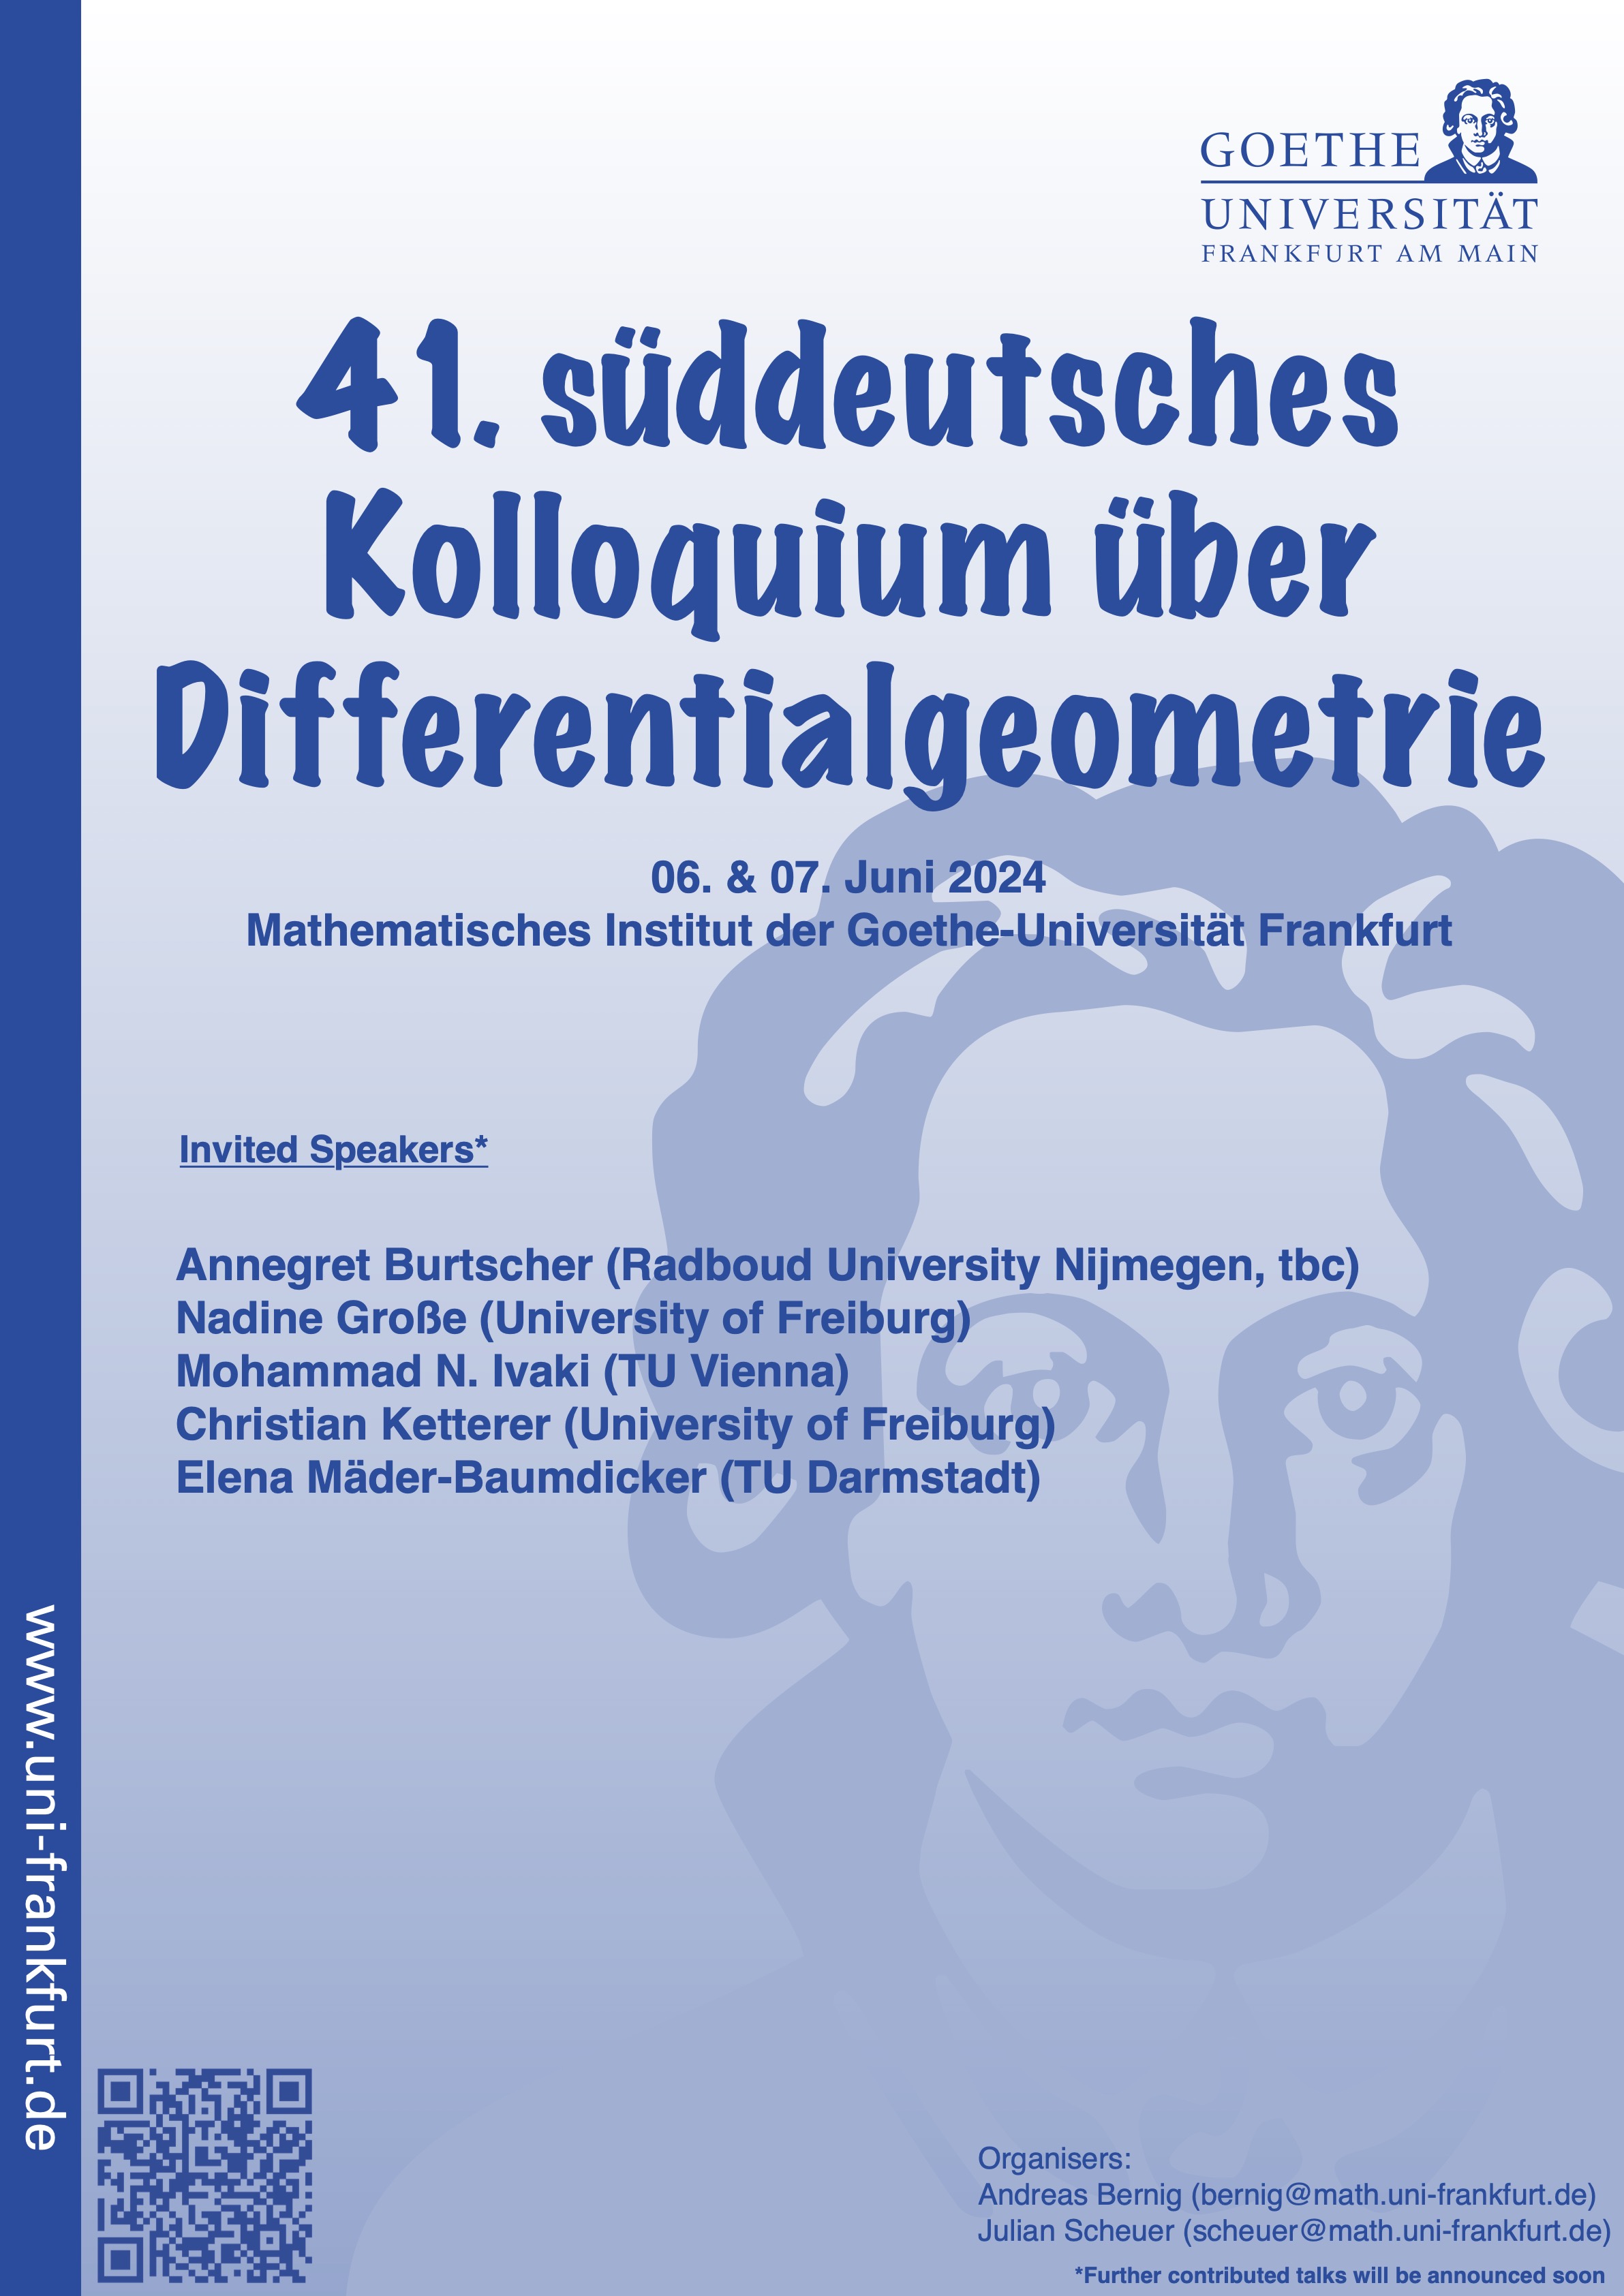 GOETHE
UNIVERSITÄT
FRANKFURT AM MAIN
41. süddeutsches
Kolloquium über
Differentialgeometrie
06. & 07. Juni 2024
Mathematisches Institut der Goethe-Universität Frankfurt
Invited Speakers*
Annegret Burtscher (Radboud University Nijmegen, tbc)
Nadine Große (University of Freiburg)
Mohammad N. Ivaki (TU Vienna)
Christian Ketterer (University of Freiburg)
Elena Mäder-Baumdicker (TU Darmstadt)
www.uni-frankfurt.de
Organisers:
Andreas Bernig (bernig@math.uni-frankfurt.de)
Julian Scheuer (scheuer@math.uni-frankfurt.de)
*Further contributed talks will be announced soon